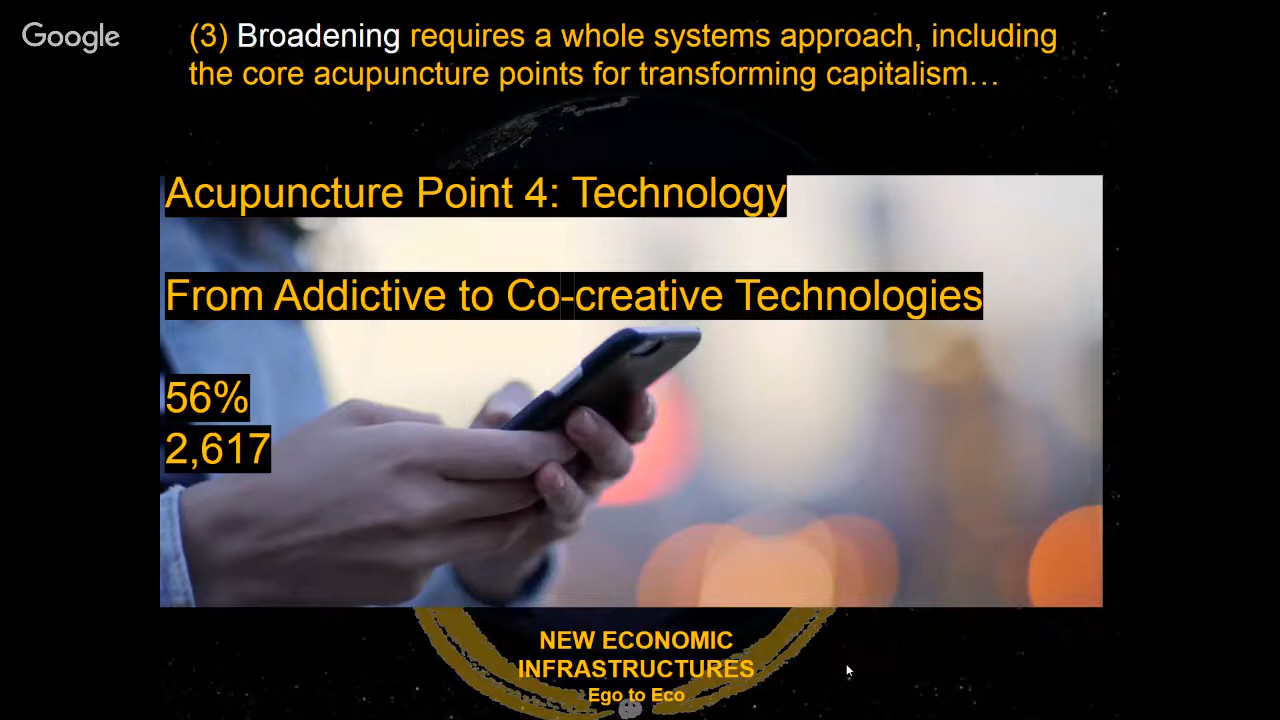 Google
(3) Broadening requires a whole systems approach, including
the core acupuncture points for transforming capitalism…
Acupuncture Point 4: Technology
From Addictive to Co-creative Technologies
56%
2,617
NEW ECONOMIC
INFRASTRUCTURES
Ego to Eco